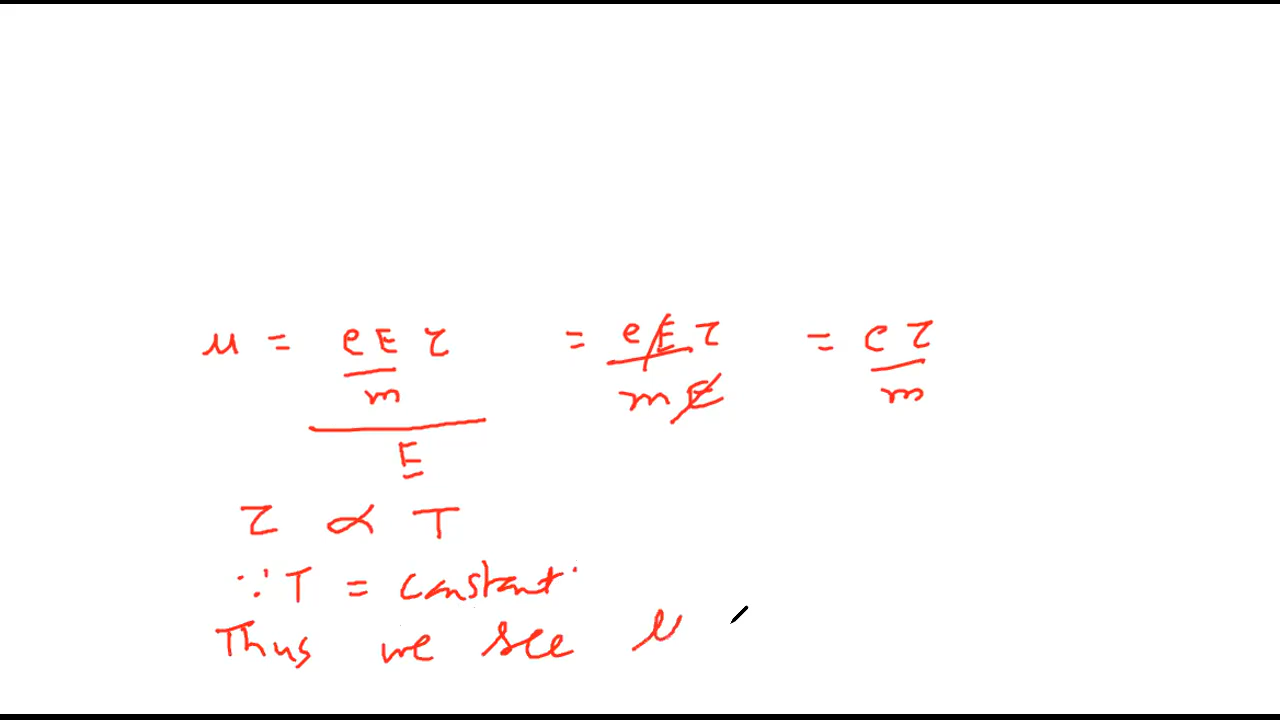 μ = eEτ/m / E = eEτ/mE = eτ/m
τ ∝ T
∵ T = constant.
Thus we see μ